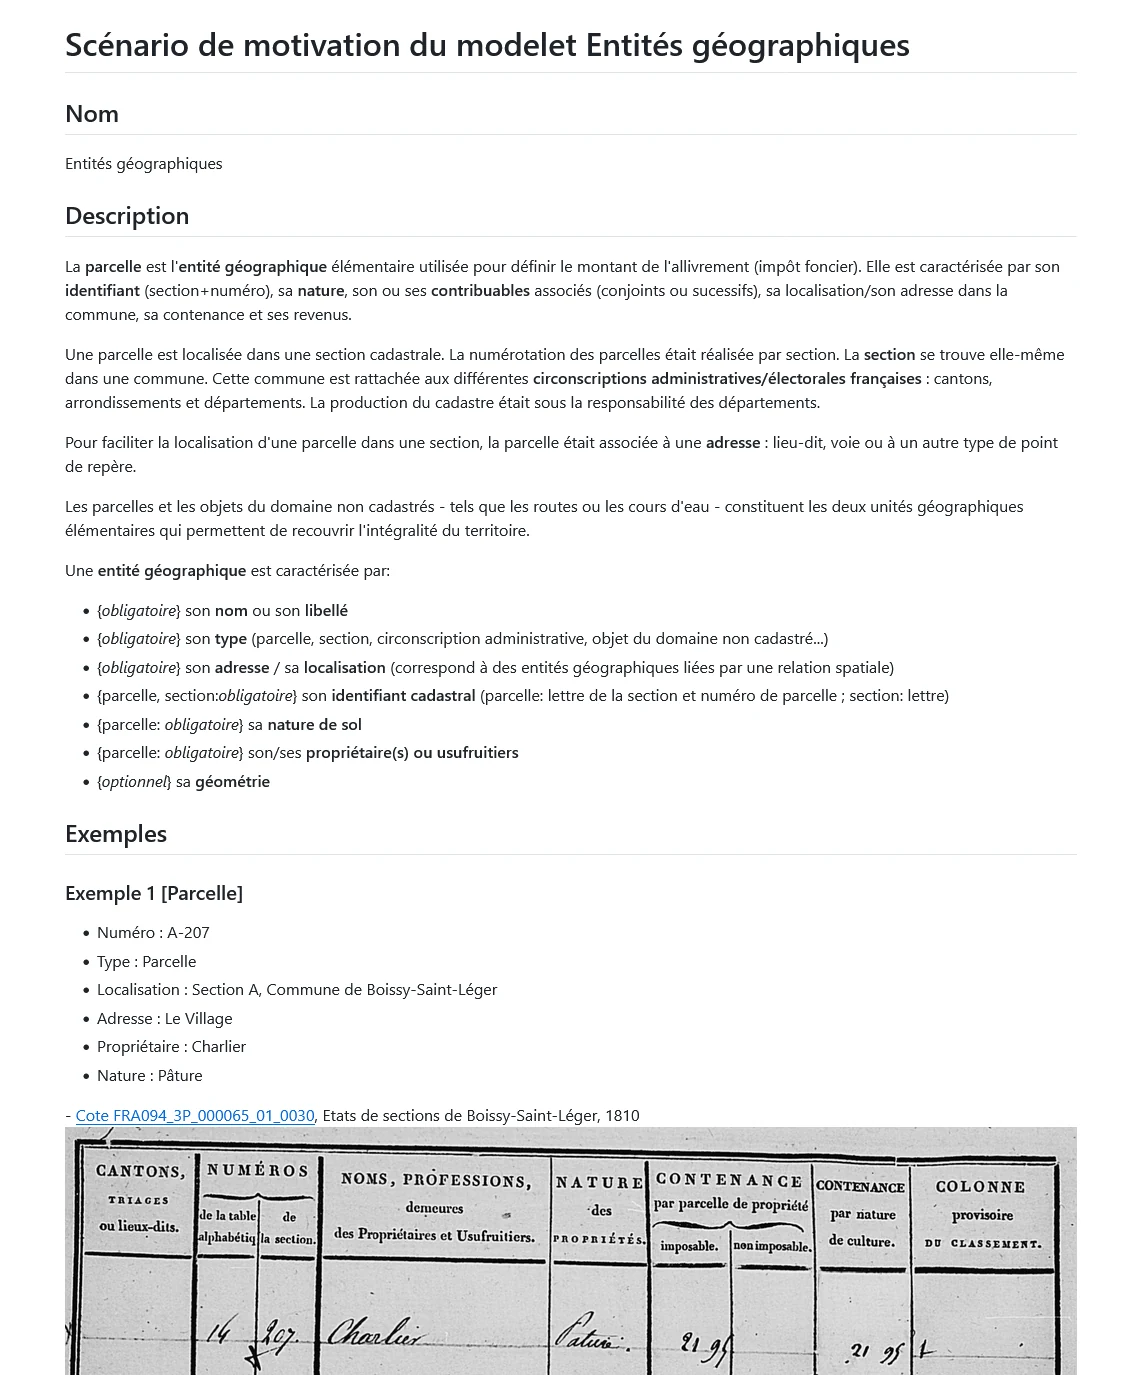 Scénario de motivation du modelet Entités géographiques
Nom
Entités géographiques
Description
La parcelle est l'entité géographique élémentaire utilisée pour définir le montant de l'allivrement (impôt foncier). Elle est caractérisée par son
identifiant (section+numéro), sa nature, son ou ses contribuables associés (conjoints ou sucessifs), sa localisation/son adresse dans la
commune, sa contenance et ses revenus.
Une parcelle est localisée dans une section cadastrale. La numérotation des parcelles était réalisée par section. La section se trouve elle-même
dans une commune. Cette commune est rattachée aux différentes circonscriptions administratives/électorales françaises : cantons,
arrondissements et départements. La production du cadastre était sous la responsabilité des départements.
Pour faciliter la localisation d'une parcelle dans une section, la parcelle était associée à une adresse : lieu-dit, voie ou à un autre type de point
de repère.
Les parcelles et les objets du domaine non cadastrés - tels que les routes ou les cours d'eau - constituent les deux unités géographiques
élémentaires qui permettent de recouvrir l'intégralité du territoire.
Une entité géographique est caractérisée par:
• {obligatoire} son nom ou son libellé
• {obligatoire} son type (parcelle, section, circonscription administrative, objet du domaine non cadastré...)
• {obligatoire} son adresse / sa localisation (correspond à des entités géographiques liées par une relation spatiale)
• {parcelle, section:obligatoire} son identifiant cadastral (parcelle: lettre de la section et numéro de parcelle ; section: lettre)
• {parcelle: obligatoire} sa nature de sol
• {parcelle: obligatoire} son/ses propriétaire(s) ou usufruitiers
• {optionnel} sa géométrie
Exemples
Exemple 1 [Parcelle]
• Numéro : A-207
• Type : Parcelle
• Localisation : Section A, Commune de Boissy-Saint-Léger
• Adresse : Le Village
• Propriétaire : Charlier
• Nature : Pâture
- Cote FRA094_3P_000065_01_0030, Etats de sections de Boissy-Saint-Léger, 1810
CANTONS,
TRIAGES
ou lieux-dits.
NUMÉROS
de la table
alphabétiq
de
la section.
NOMS, PROFESSIONS,
demeures
des Propriétaires et Usufruitiers.
NATURE
des
PROPRIÉTÉS.
CONTENANCE
par parcelle de propriété
imposable.
non imposable.
CONTENANCE
par nature
de culture.
COLONNE
provisoire
DU CLASSEMENT.
14 207. Charlier Pature. 21 95 21 95